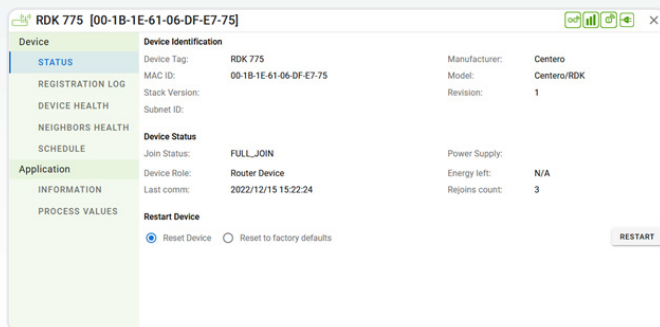 RDK 775 [00-1B-1E-61-06-DF-E7-75]
Device
STATUS
REGISTRATION LOG
DEVICE HEALTH
NEIGHBORS HEALTH
SCHEDULE
Application
INFORMATION
PROCESS VALUES
Device Identification
Device Tag: RDK 775 Manufacturer: Centero
MAC ID: 00-1B-1E-61-06-DF-E7-75 Model: Centero/RDK
Stack Version: Revision: 1
Subnet ID:
Device Status
Join Status: FULL_JOIN Power Supply:
Device Role: Router Device Energy left: N/A
Last comm: 2022/12/15 15:22:24 Rejoins count: 3
Restart Device
Reset Device Reset to factory defaults RESTART